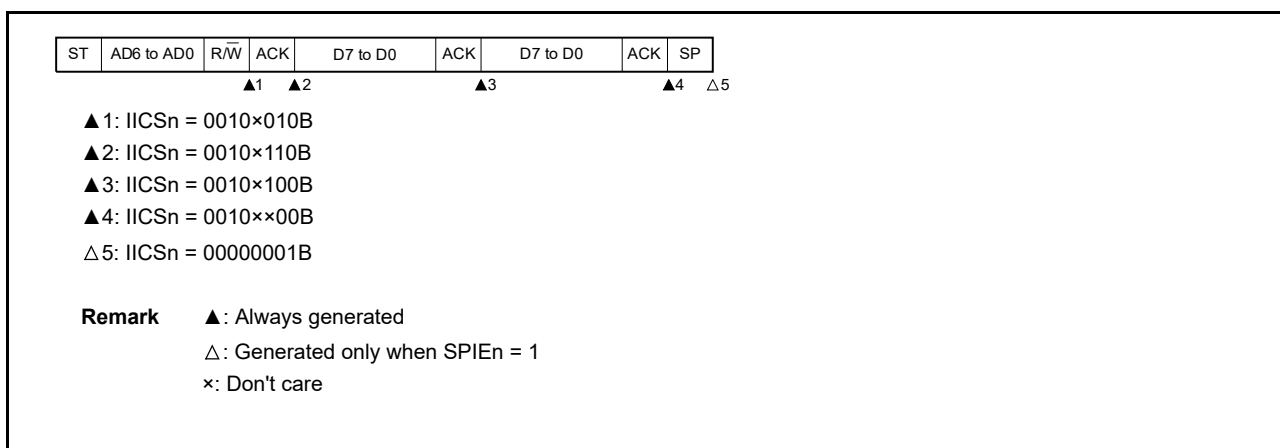 ST AD6 to AD0 R/W̅ ACK D7 to D0 ACK D7 to D0 ACK SP
▲1 ▲2 ▲3 ▲4 △5
▲1: IICSn = 0010×010B
▲2: IICSn = 0010×110B
▲3: IICSn = 0010×100B
▲4: IICSn = 0010××00B
△5: IICSn = 00000001B
Remark ▲: Always generated
△: Generated only when SPIEn = 1
×: Don't care